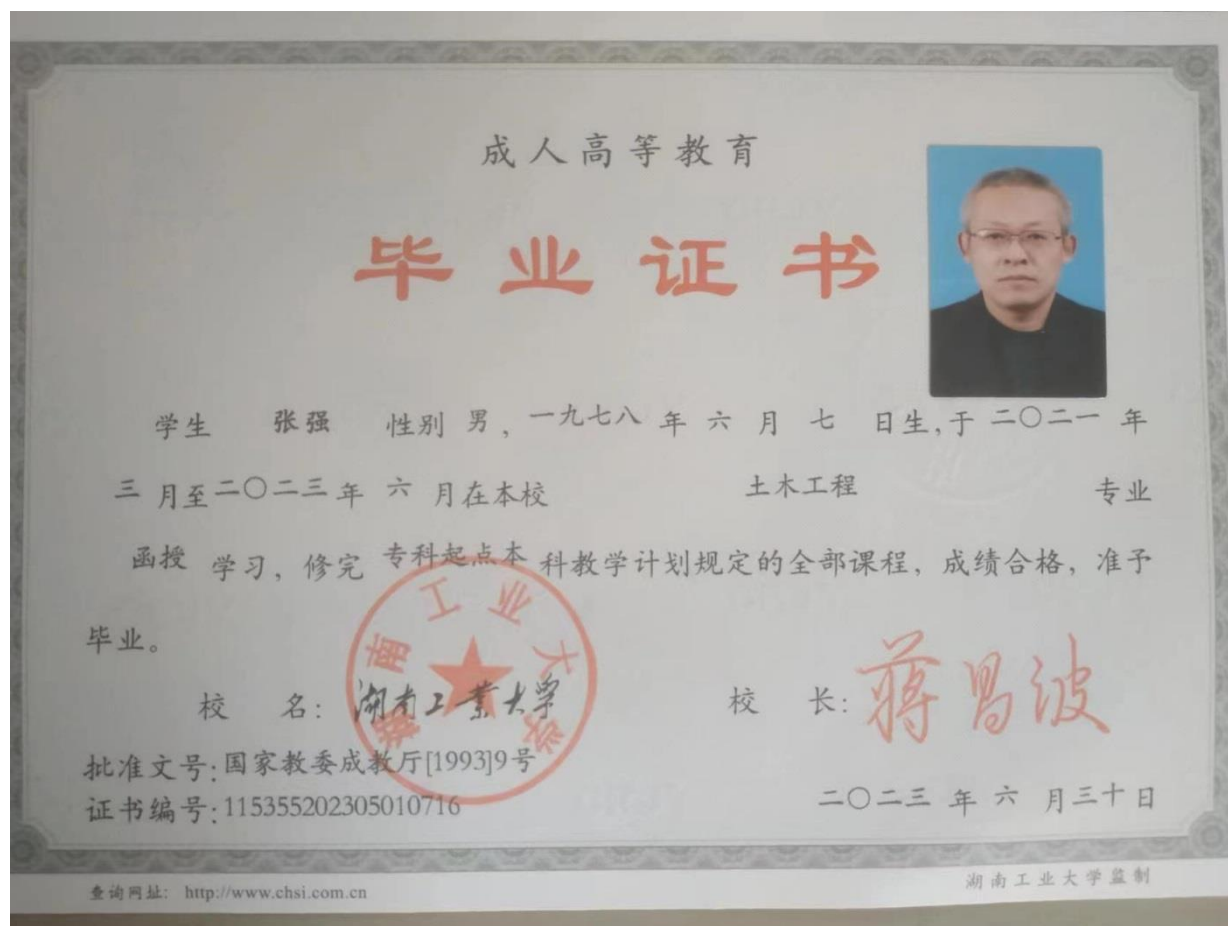 成人高等教育
毕业证书
学生 张强 性别 男，一九七八 年 六 月 七 日生，于 二〇二一 年
三 月至 二〇二三 年 六 月在本校 土木工程 专业
函授 学习，修完 专科起点本 科教学计划规定的全部课程，成绩合格，准予
毕业。
校 名：湖南工业大学 校 长：蒋昌波
湖南工业大学
批准文号：国家教委成教厅[1993]9号
证书编号：115355202305010716
二〇二三 年 六 月三十日
查询网址： http://www.chsi.com.cn
湖南工业大学监制